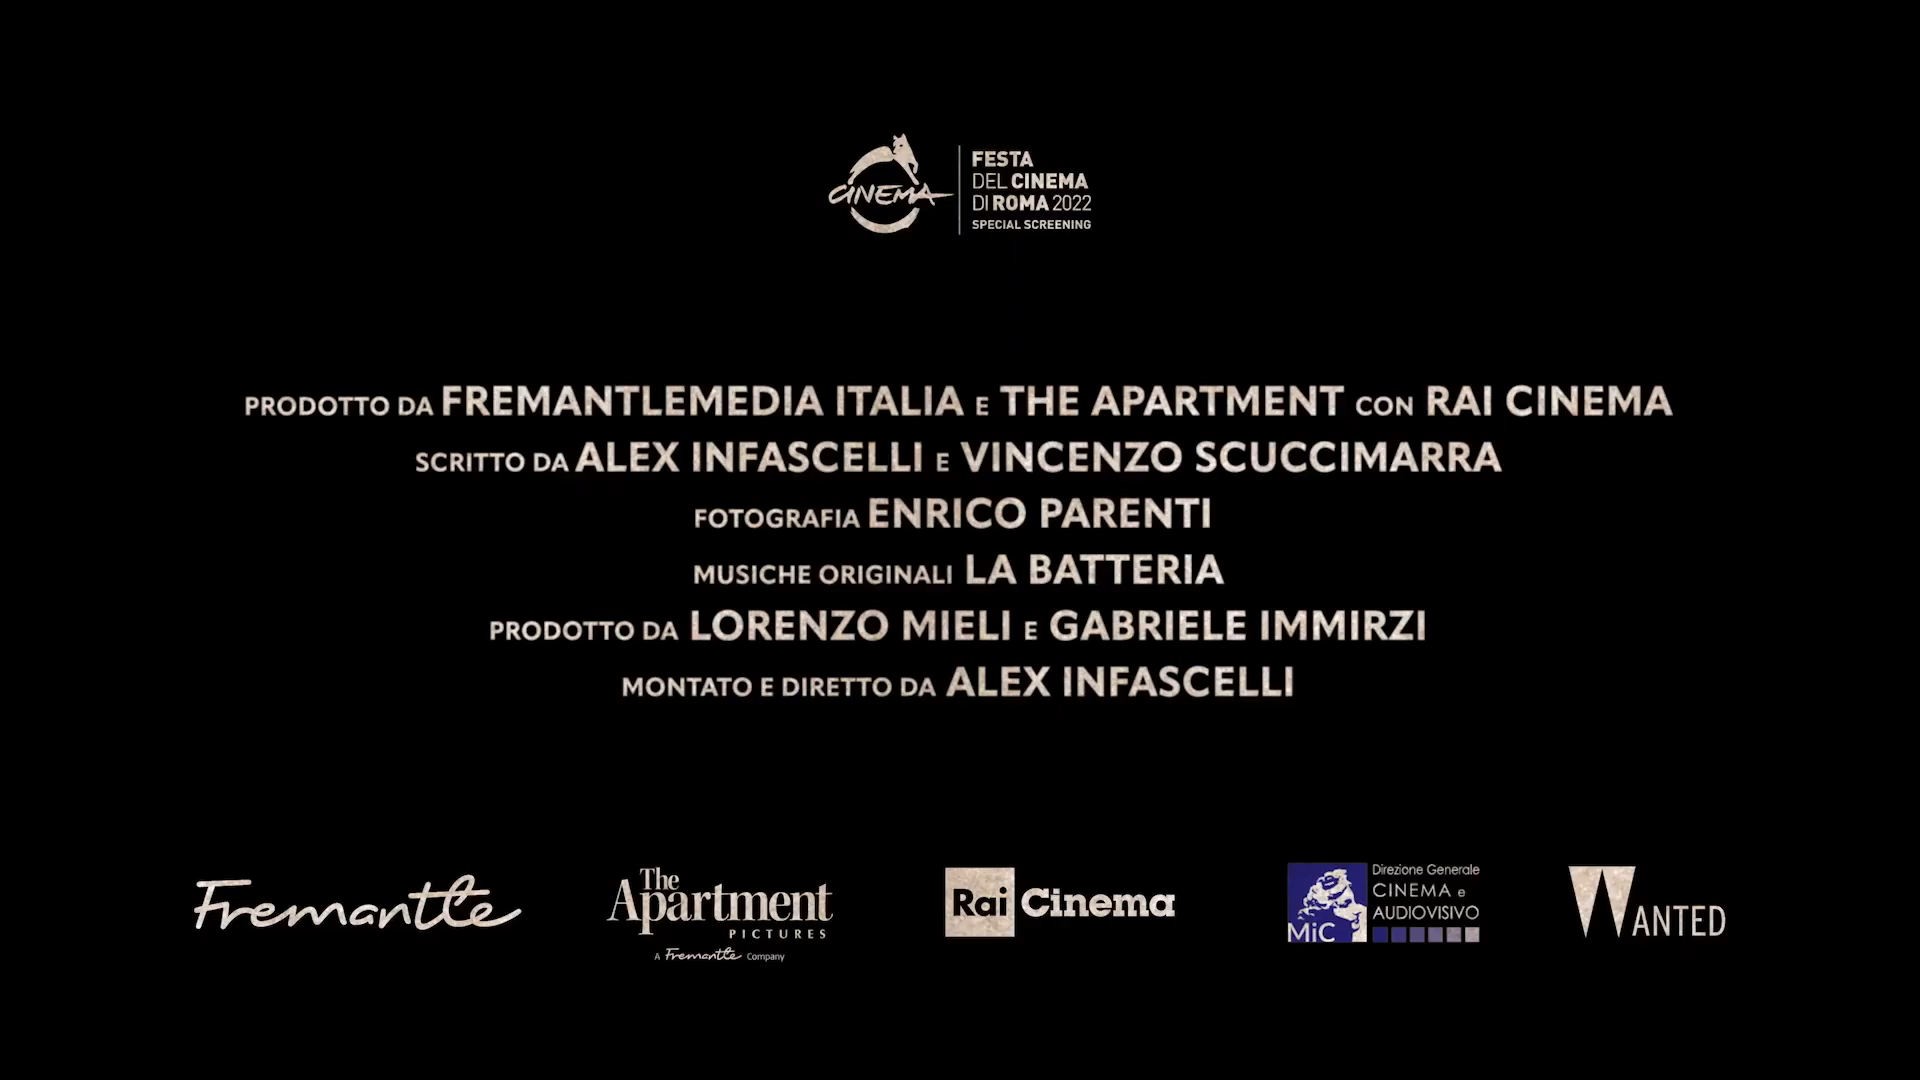 CINEMA
FESTA
DEL CINEMA
DI ROMA 2022
SPECIAL SCREENING
PRODOTTO DA FREMANTLEMEDIA ITALIA E THE APARTMENT CON RAI CINEMA
SCRITTO DA ALEX INFASCELLI E VINCENZO SCUCCIMARRA
FOTOGRAFIA ENRICO PARENTI
MUSICHE ORIGINALI LA BATTERIA
PRODOTTO DA LORENZO MIELI E GABRIELE IMMIRZI
MONTATO E DIRETTO DA ALEX INFASCELLI
Fremantle
The
Apartment
PICTURES
A Fremantle Company
Rai Cinema
MiC
Direzione Generale
CINEMA e
AUDIOVISIVO
WANTED